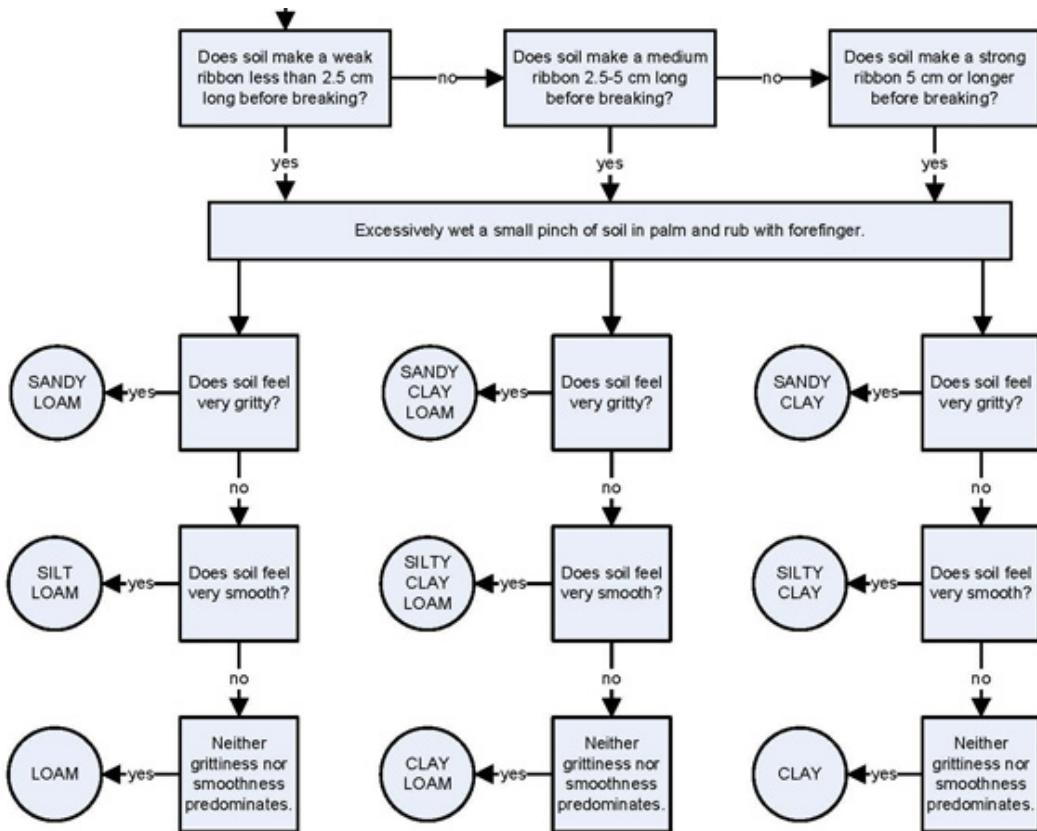 Does soil make a weak
ribbon less than 2.5 cm
long before breaking?
no
Does soil make a medium
ribbon 2.5-5 cm long
before breaking?
no
Does soil make a strong
ribbon 5 cm or longer
before breaking?
yes
yes
yes
Excessively wet a small pinch of soil in palm and rub with forefinger.
SANDY
LOAM
yes
Does soil feel
very gritty?
SANDY
CLAY
LOAM
yes
Does soil feel
very gritty?
SANDY
CLAY
yes
Does soil feel
very gritty?
no
no
no
SILT
LOAM
yes
Does soil feel
very smooth?
SILTY
CLAY
LOAM
yes
Does soil feel
very smooth?
SILTY
CLAY
yes
Does soil feel
very smooth?
no
no
no
LOAM
yes
Neither
grittiness nor
smoothness
predominates.
CLAY
LOAM
yes
Neither
grittiness nor
smoothness
predominates.
CLAY
yes
Neither
grittiness nor
smoothness
predominates.